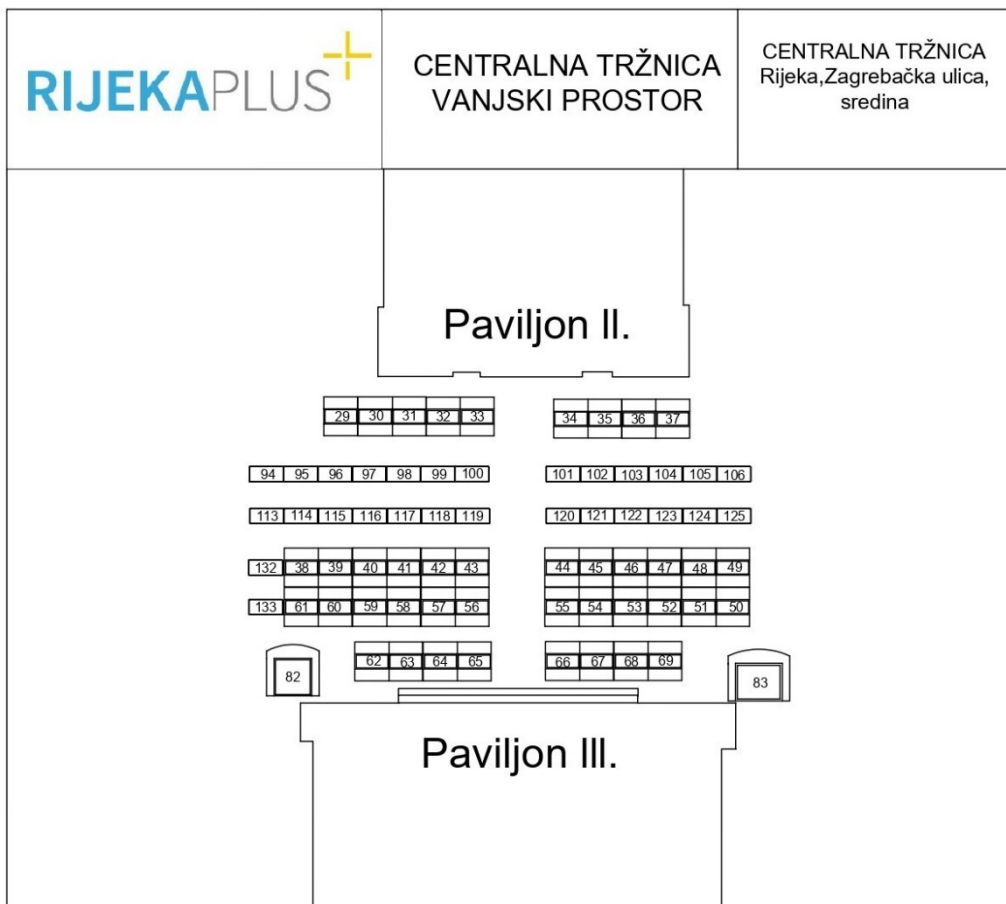 RIJEKAPLUS
CENTRALNA TRŽNICA
VANJSKI PROSTOR
CENTRALNA TRŽNICA
Rijeka,Zagrebačka ulica,
sredina
Paviljon II.
29 30 31 32 33 34 35 36 37
94 95 96 97 98 99 100 101 102 103 104 105 106
113 114 115 116 117 118 119 120 121 122 123 124 125
132 38 39 40 41 42 43 44 45 46 47 48 49
133 61 60 59 58 57 56 55 54 53 52 51 50
62 63 64 65 66 67 68 69
82 83
Paviljon III.